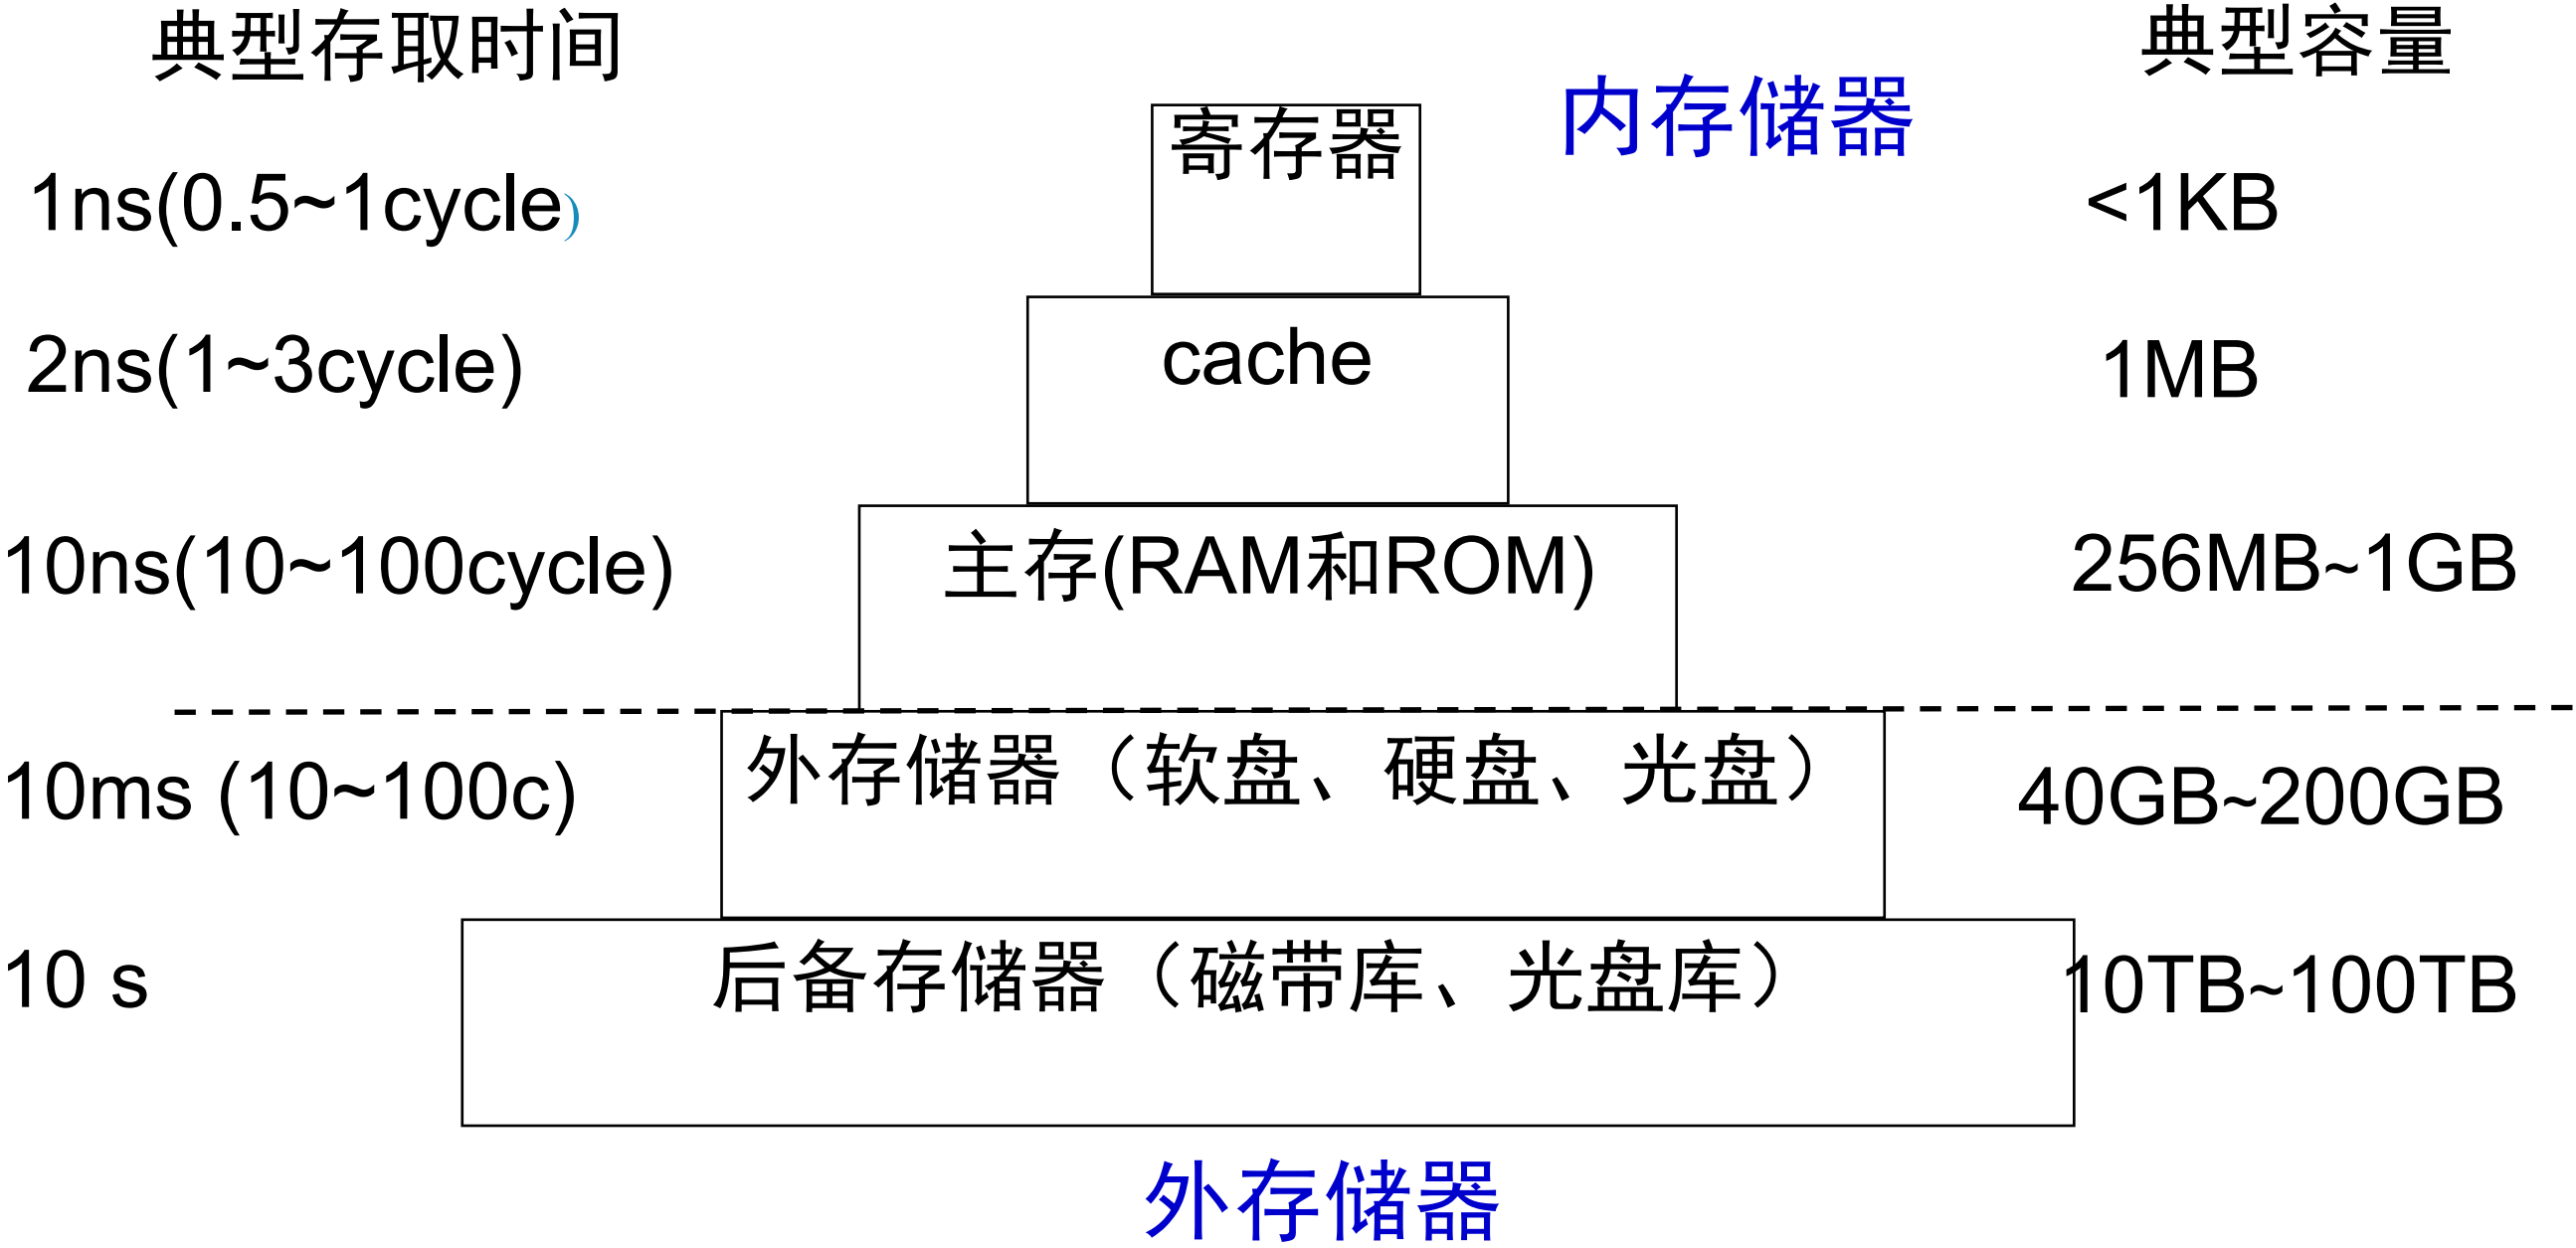 典型存取时间
典型容量
内存储器
寄存器
1ns(0.5~1cycle)
<1KB
cache
2ns(1~3cycle)
1MB
主存(RAM和ROM)
10ns(10~100cycle)
256MB~1GB
外存储器（软盘、硬盘、光盘）
10ms (10~100c)
40GB~200GB
后备存储器（磁带库、光盘库）
10 s
10TB~100TB
外存储器